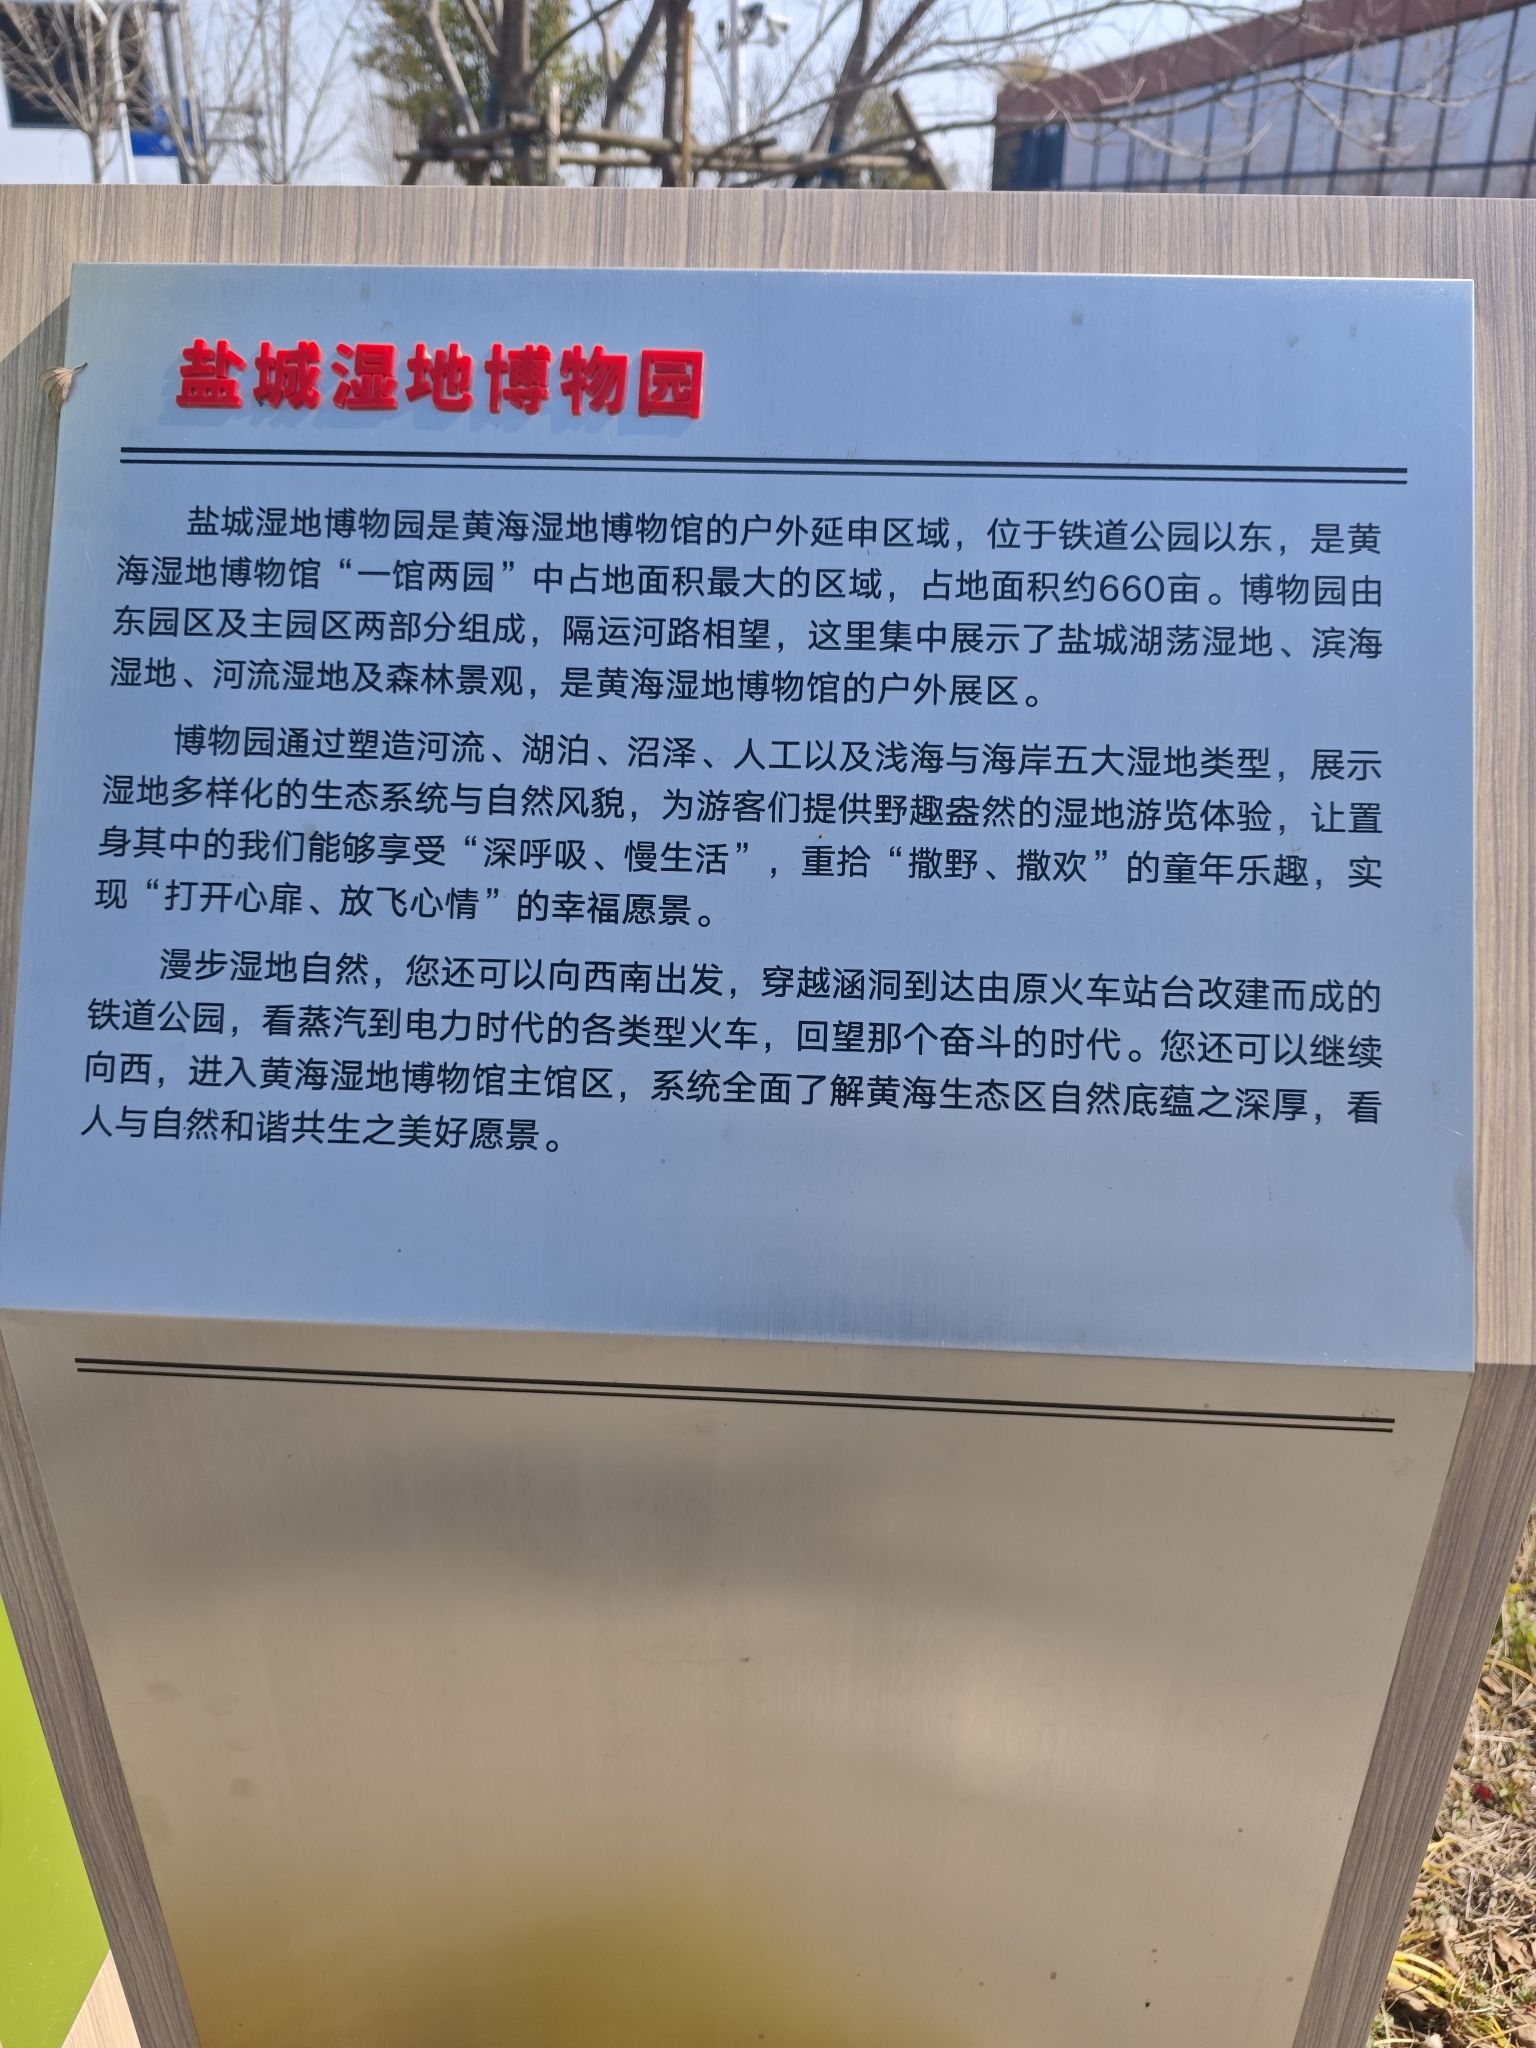 盐城湿地博物园
盐城湿地博物园是黄海湿地博物馆的户外延申区域，位于铁道公园以东，是黄
海湿地博物馆“一馆两园”中占地面积最大的区域，占地面积约660亩。博物园由
东园区及主园区两部分组成，隔运河路相望，这里集中展示了盐城湖荡湿地、滨海
湿地、河流湿地及森林景观，是黄海湿地博物馆的户外展区。
博物园通过塑造河流、湖泊、沼泽、人工以及浅海与海岸五大湿地类型，展示
湿地多样化的生态系统与自然风貌，为游客们提供野趣盎然的湿地游览体验，让置
身其中的我们能够享受“深呼吸、慢生活”，重拾“撒野、撒欢”的童年乐趣，实
现“打开心扉、放飞心情”的幸福愿景。
漫步湿地自然，您还可以向西南出发，穿越涵洞到达由原火车站台改建而成的
铁道公园，看蒸汽到电力时代的各类型火车，回望那个奋斗的时代。您还可以继续
向西，进入黄海湿地博物馆主馆区，系统全面了解黄海生态区自然底蕴之深厚，看
人与自然和谐共生之美好愿景。